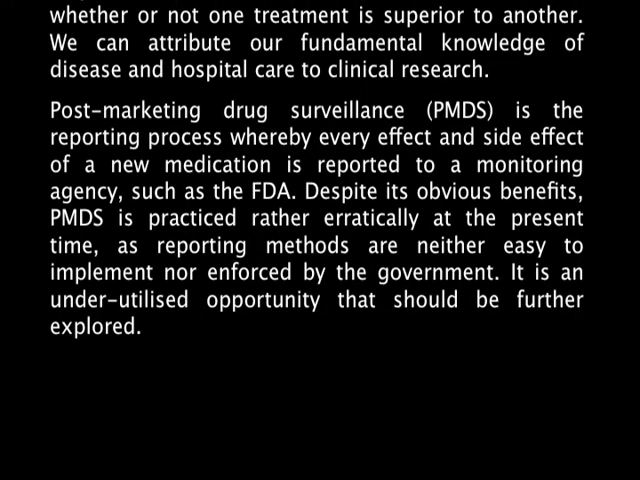 whether or not one treatment is superior to another.
We can attribute our fundamental knowledge of
disease and hospital care to clinical research.
Post-marketing drug surveillance (PMDS) is the
reporting process whereby every effect and side effect
of a new medication is reported to a monitoring
agency, such as the FDA. Despite its obvious benefits,
PMDS is practiced rather erratically at the present
time, as reporting methods are neither easy to
implement nor enforced by the government. It is an
under-utilised opportunity that should be further
explored.